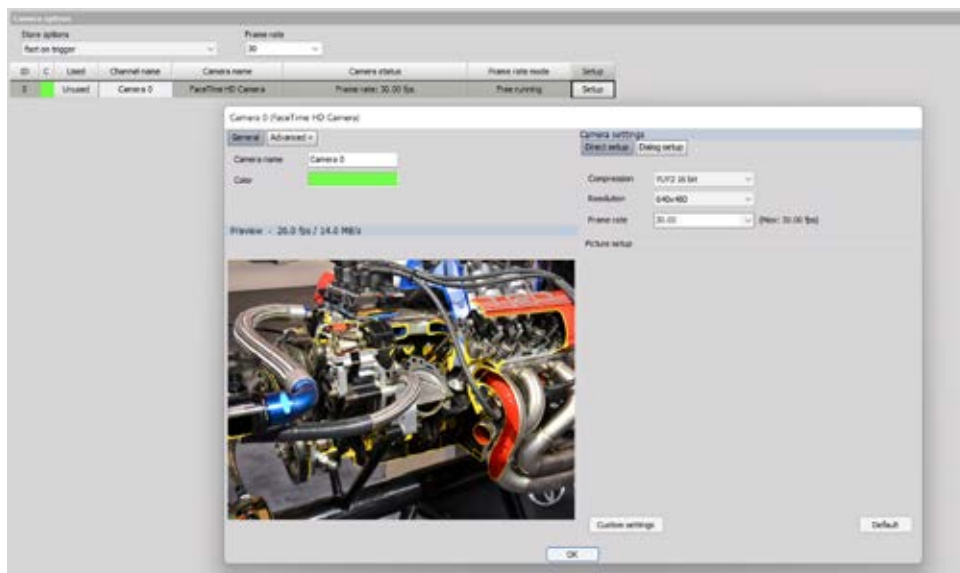 Camera options
Store options Frame rate
fast on trigger 30
ID C Used Channel name Camera name Camera status Frame rate mode Setup
0 Unused Camera 0 FaceTime HD Camera Frame rate: 30.00 fps Free running Setup
Camera 0 (FaceTime HD Camera)
General Advanced +
Camera name Camera 0
Color
Camera settings
Direct setup Dialog setup
Compression YUY2 16 bit
Resolution 640x480
Frame rate 30.00 (Max: 30.00 fps)
Picture setup
Preview - 26.0 fps / 14.0 MB/s
Custom settings Default
OK